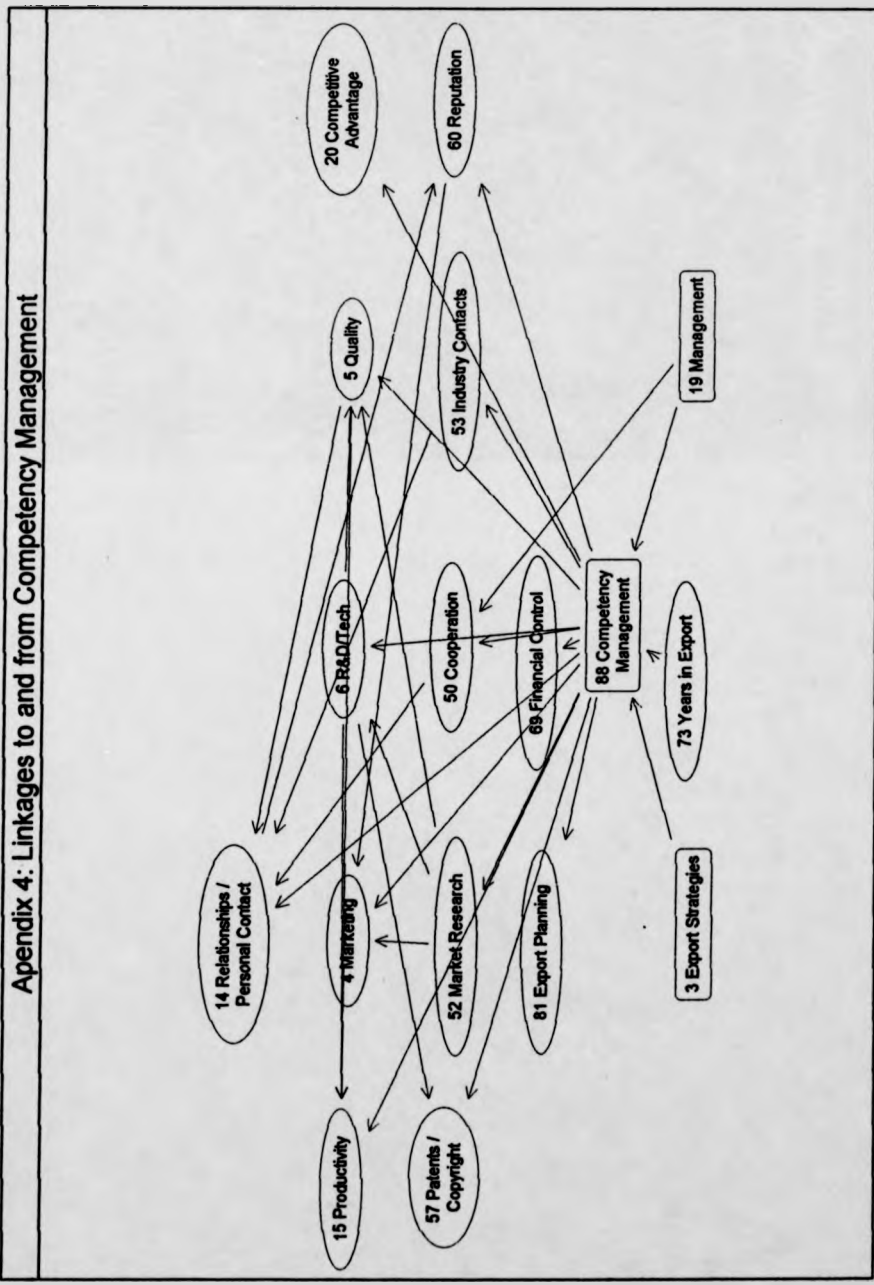 Apendix 4: Linkages to and from Competency Management
14 Relationships /
Personal Contact
20 Competitive
Advantage
15 Productivity
4 Marketing
6 R&D/Tech
5 Quality
57 Patents /
Copyright
52 Market Research
50 Cooperation
53 Industry Contacts
60 Reputation
81 Export Planning
69 Financial Control
88 Competency
Management
3 Export Strategies
73 Years in Export
19 Management